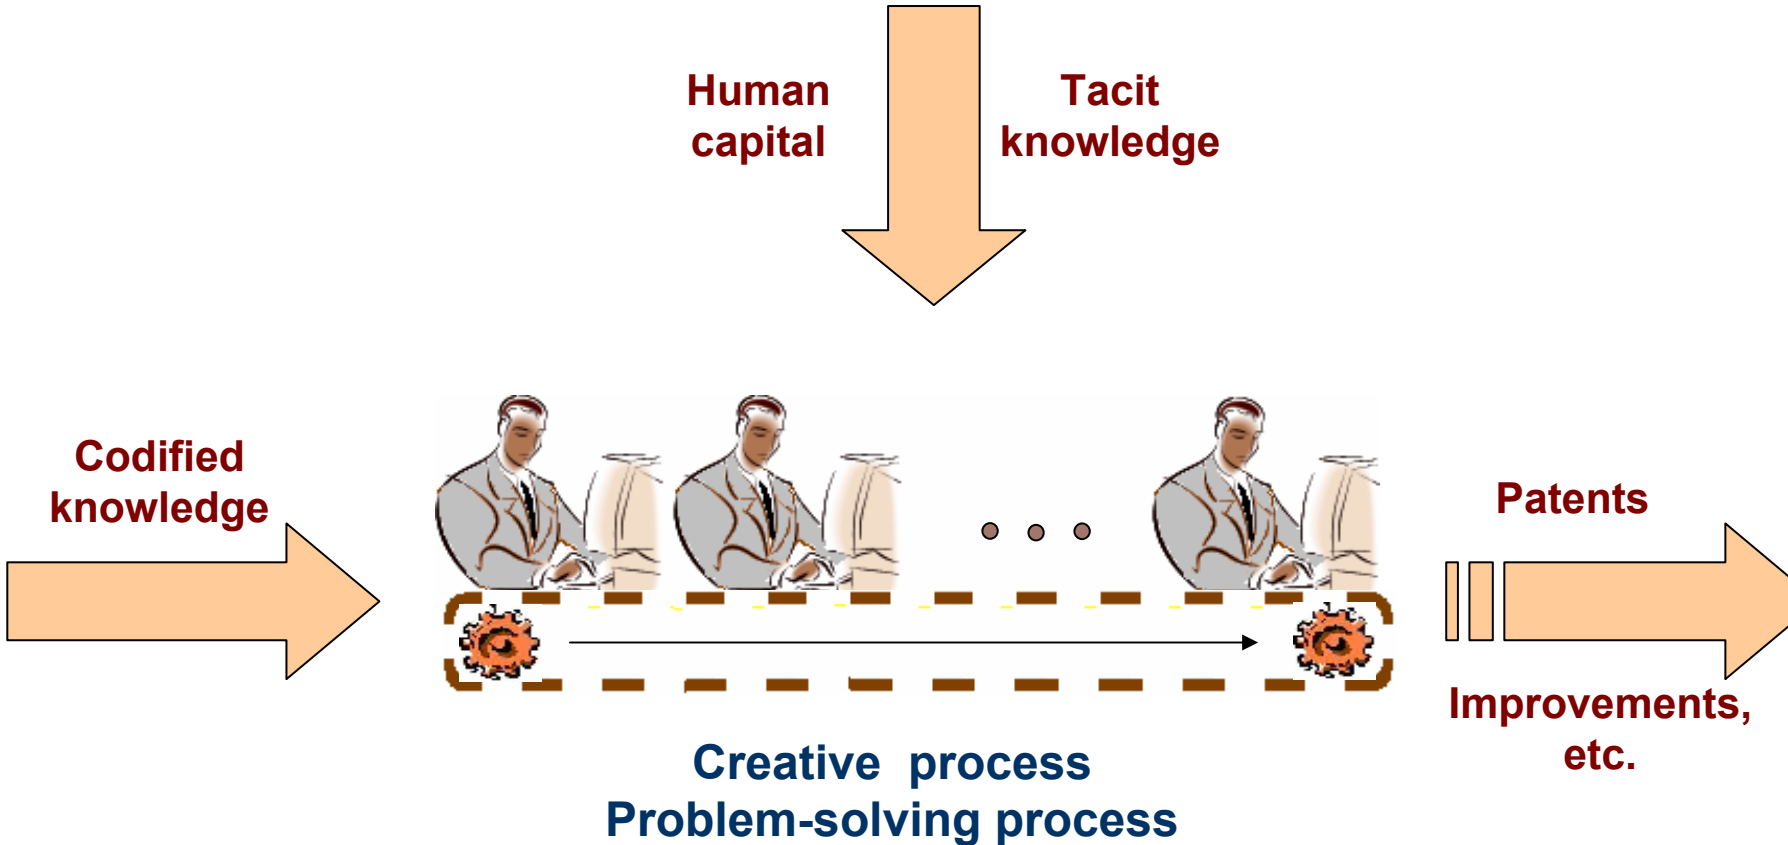 Human
capital
Tacit
knowledge
Codified
knowledge
Patents
Improvements,
etc.
Creative process
Problem-solving process